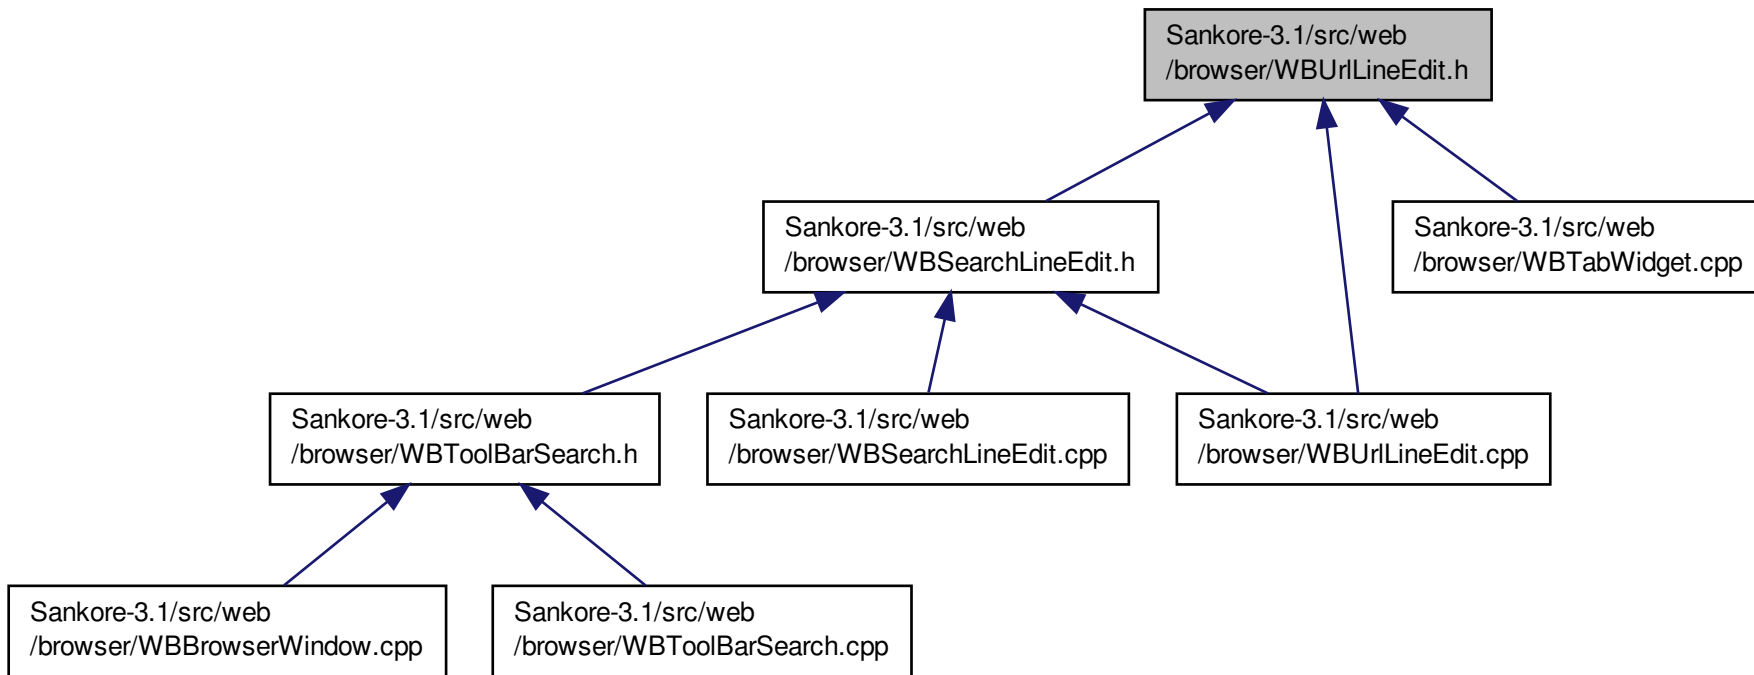 Sankore-3.1/src/web
/browser/WBUrlLineEdit.h
Sankore-3.1/src/web
/browser/WBSearchLineEdit.h
Sankore-3.1/src/web
/browser/WBTabWidget.cpp
Sankore-3.1/src/web
/browser/WBToolBarSearch.h
Sankore-3.1/src/web
/browser/WBSearchLineEdit.cpp
Sankore-3.1/src/web
/browser/WBUrlLineEdit.cpp
Sankore-3.1/src/web
/browser/WBBrowserWindow.cpp
Sankore-3.1/src/web
/browser/WBToolBarSearch.cpp